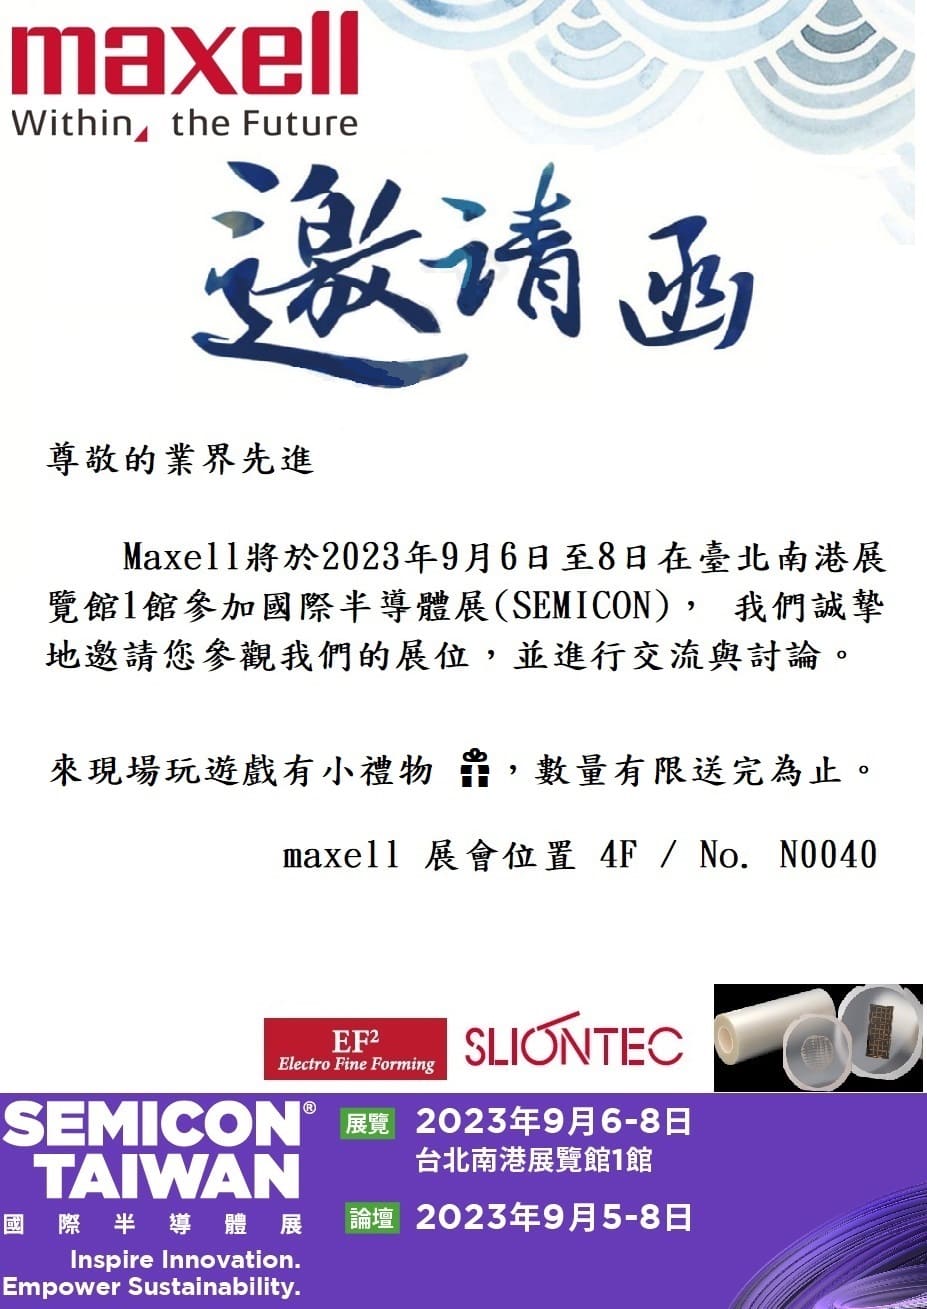 maxell
Within, the Future
邀请函
尊敬的業界先進
Maxell將於2023年9月6日至8日在臺北南港展
覽館1館參加國際半導體展(SEMICON)， 我們誠摯
地邀請您參觀我們的展位，並進行交流與討論。
來現場玩遊戲有小禮物 ，數量有限送完為止。
maxell 展會位置 4F / No. N0040
EF²
Electro Fine Forming
SLIONTEC
SEMICON®
TAIWAN
國際半導體展
Inspire Innovation.
Empower Sustainability.
展覽 2023年9月6-8日
台北南港展覽館1館
論壇 2023年9月5-8日